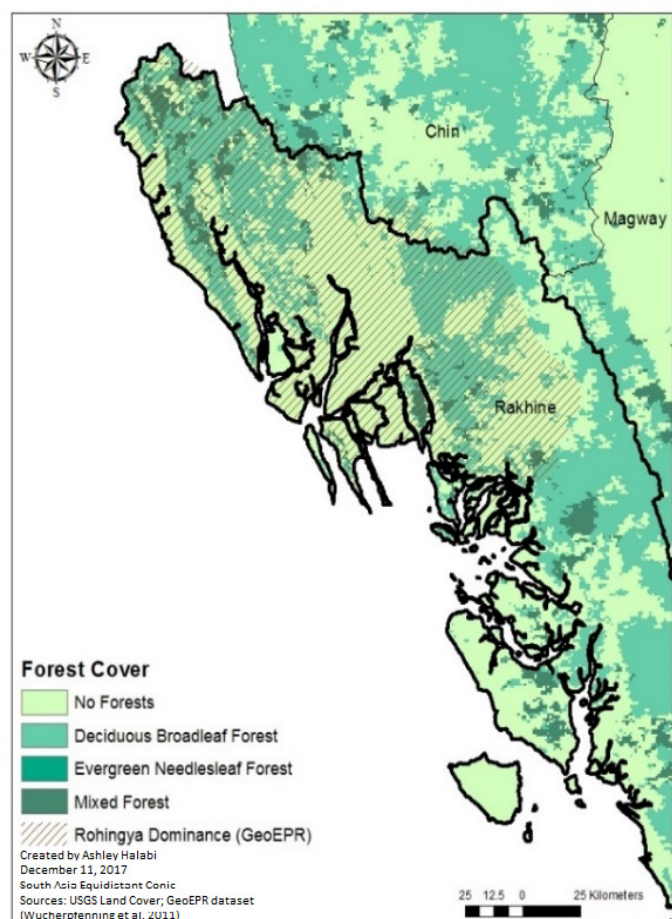 N
W E
S
Chin
Magway
Rakhine
Forest Cover
No Forests
Deciduous Broadleaf Forest
Evergreen Needlesleaf Forest
Mixed Forest
Rohingya Dominance (GeoEPR)
Created by Ashley Halabi
December 11, 2017
South Asia Equidistant Conic
Sources: USGS Land Cover; GeoEPR dataset
(Wucherpfenning et al. 2011)
25 12.5 0 25 Kilometers